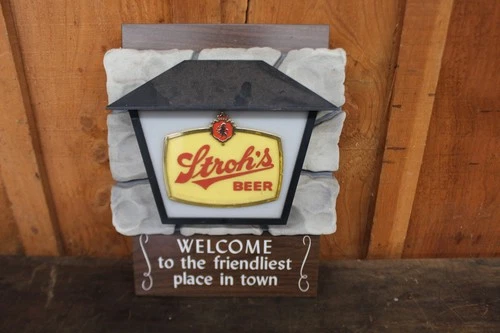 Stroh's
BEER
WELCOME
to the friendliest
place in town